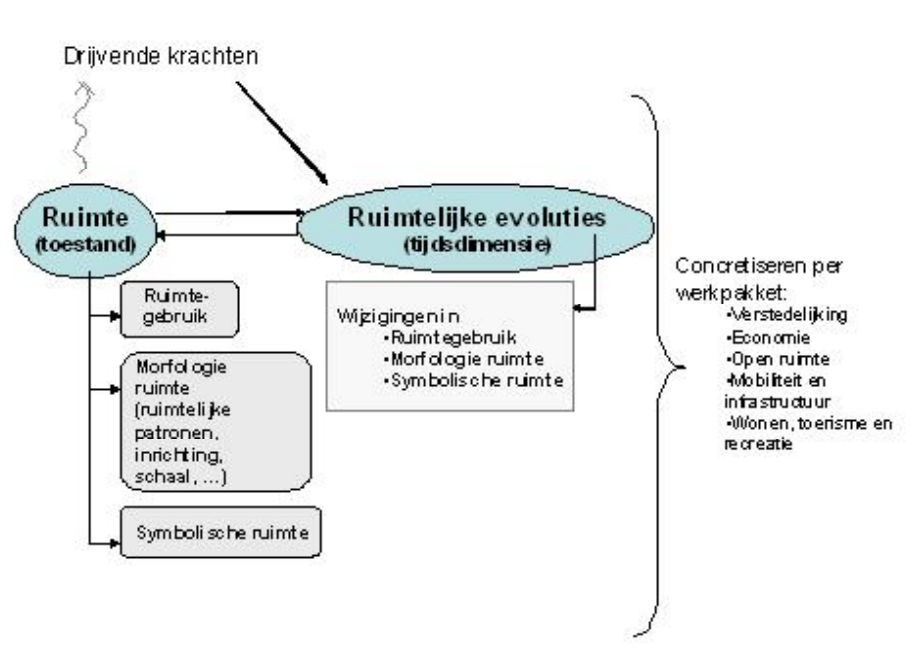 Drijvende krachten
Ruimte
(toestand)
Ruimtelijke evoluties
(tijdsdimensie)
Ruimte-
gebruik
Morfologie
ruimte
(ruimtelijke
patronen,
inrichting,
schaal, ...)
Symbolische ruimte
Wijzigingen in
•Ruimtegebruik
•Morfologie ruimte
•Symbolische ruimte
Concretiseren per
werkpakket:
•Verstedelijking
•Economie
•Open ruimte
•Mobiliteit en
infrastructuur
•Wonen, toerisme en
recreatie